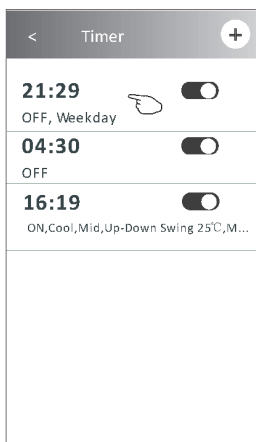 < Timer +
21:29
OFF, Weekday
04:30
OFF
16:19
ON,Cool,Mid,Up-Down Swing 25℃,M...